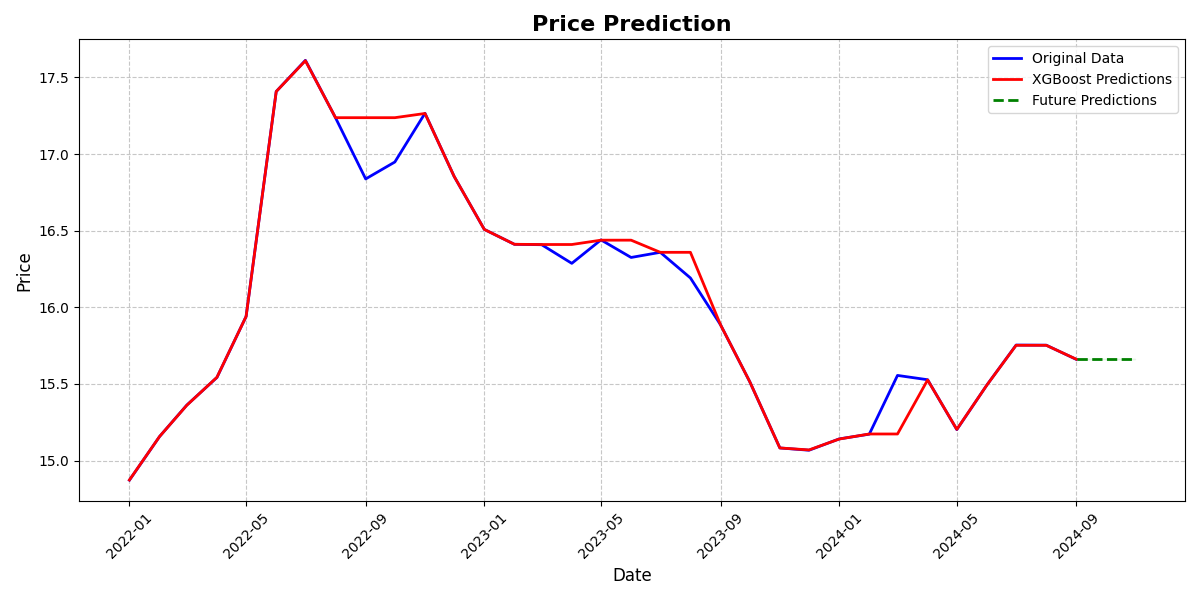 Price Prediction
Original Data
XGBoost Predictions
Future Predictions
Price
17.5
17.0
16.5
16.0
15.5
15.0
2022-01
2022-05
2022-09
2023-01
2023-05
2023-09
2024-01
2024-05
2024-09
Date